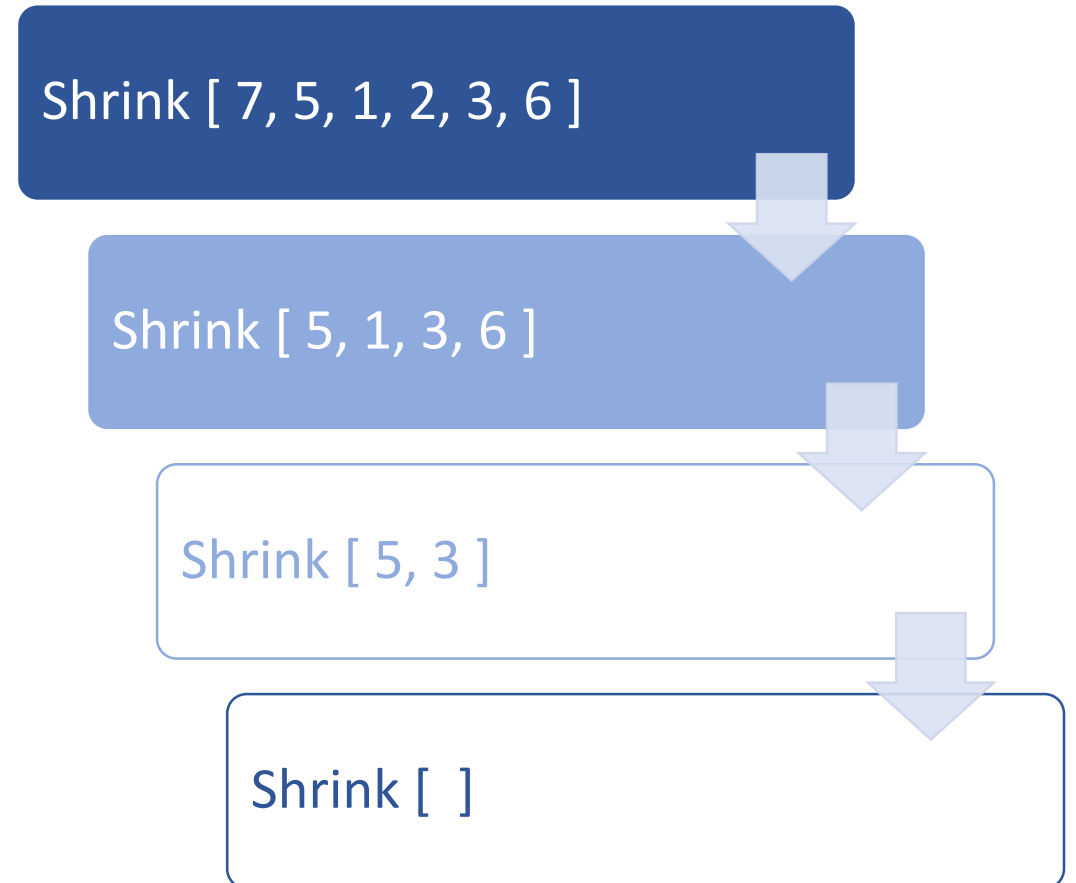 Shrink [ 7, 5, 1, 2, 3, 6 ]
Shrink [ 5, 1, 3, 6 ]
Shrink [ 5, 3 ]
Shrink [  ]